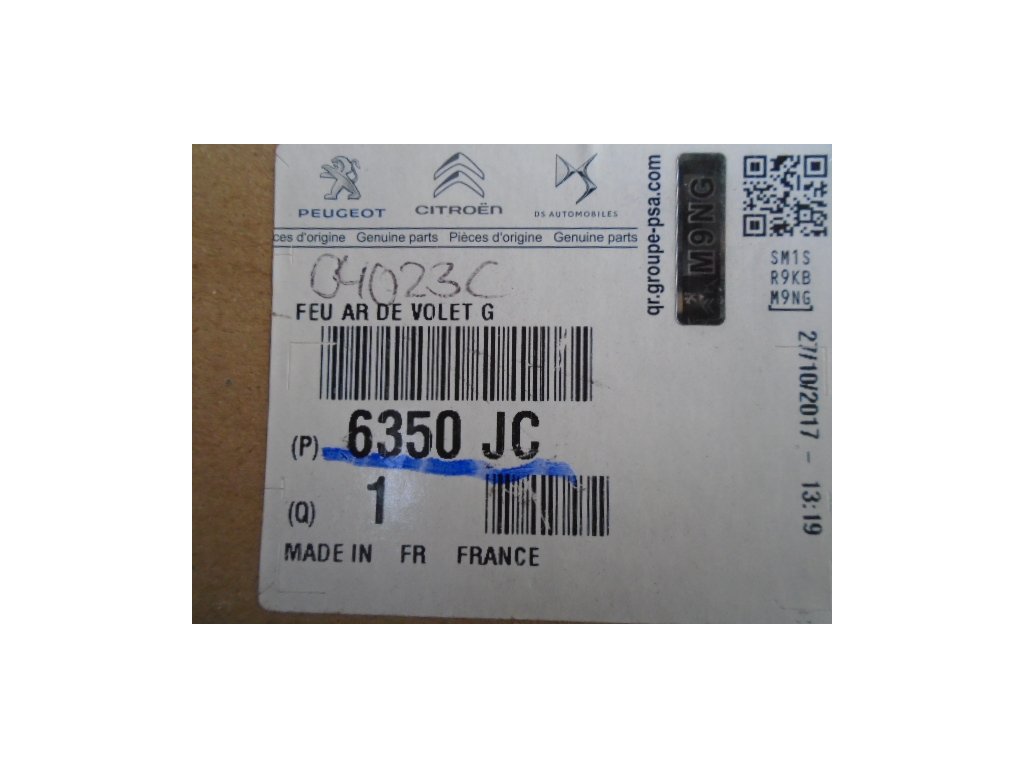 PEUGEOT CITROËN DS AUTOMOBILES
ces d'origine Genuine parts Pièces d'origine Genuine parts
04023C
FEU AR DE VOLET G
(P) 6350 JC
(Q) 1
MADE IN FR FRANCE
qr.groupe-psa.com
M9NG
SM1S
R9KB
M9NG
27/10/2017 - 13:19